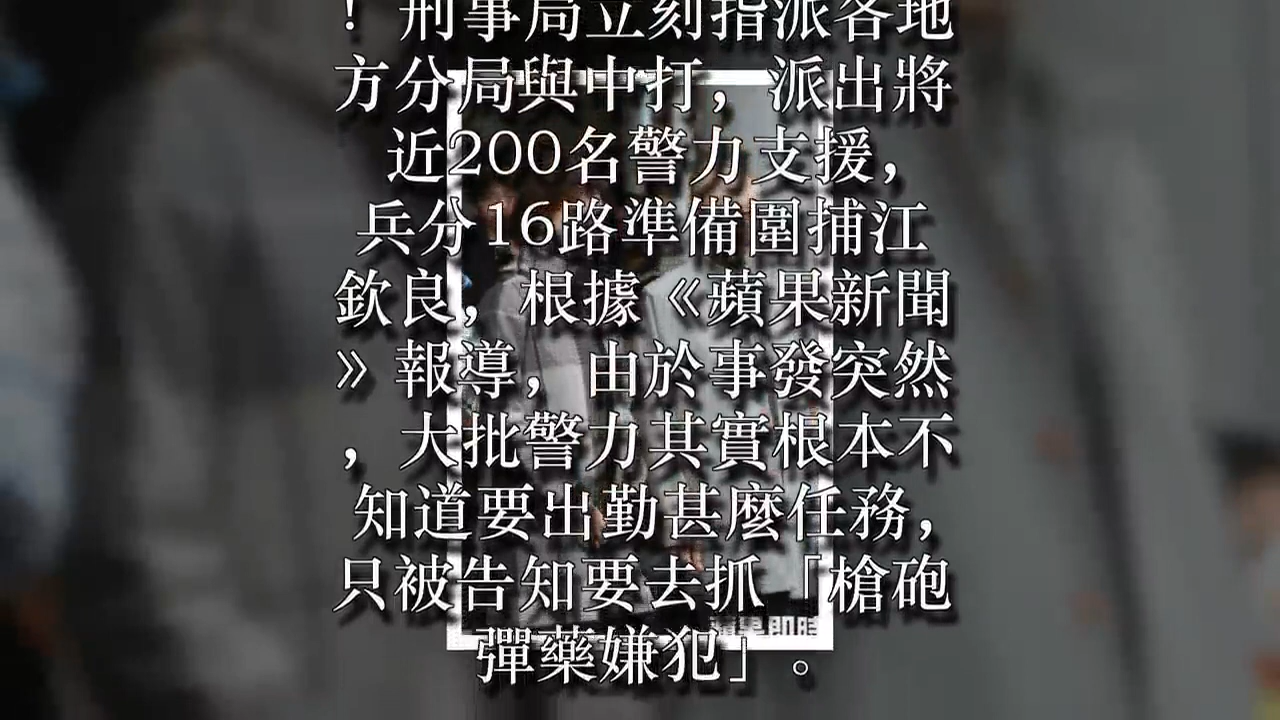 ！刑事局立刻指派各地
方分局與中打，派出將
近200名警力支援，
兵分16路準備圍捕江
欽良，根據《蘋果新聞
》報導，由於事發突然
，大批警力其實根本不
知道要出勤甚麼任務，
只被告知要去抓「槍砲
彈藥嫌犯」。
蘋果即時